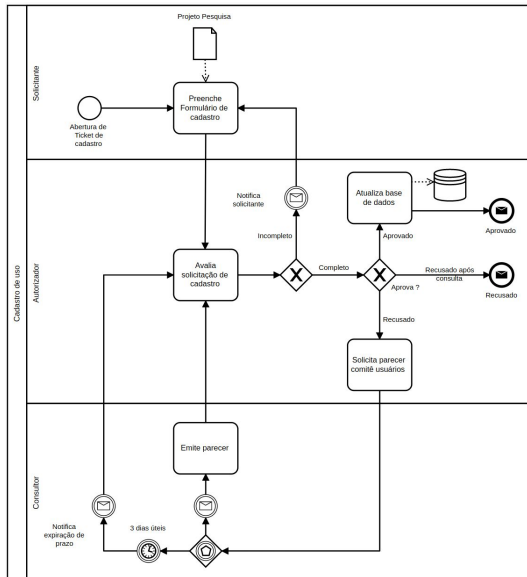 Cadastro de uso
Solicitante
Projeto Pesquisa
Preenche
Formulário de
cadastro
Abertura de
Ticket de
cadastro
Autorizador
Notifica
solicitante
Atualiza base
de dados
Aprovado
Incompleto
Aprovado
Avalia
solicitação de
cadastro
Completo
Recusado após
consulta
Aprova ?
Recusado
Recusado
Solicita parecer
comitê usuários
Consultor
Emite parecer
Notifica
expiração de
prazo
3 dias úteis